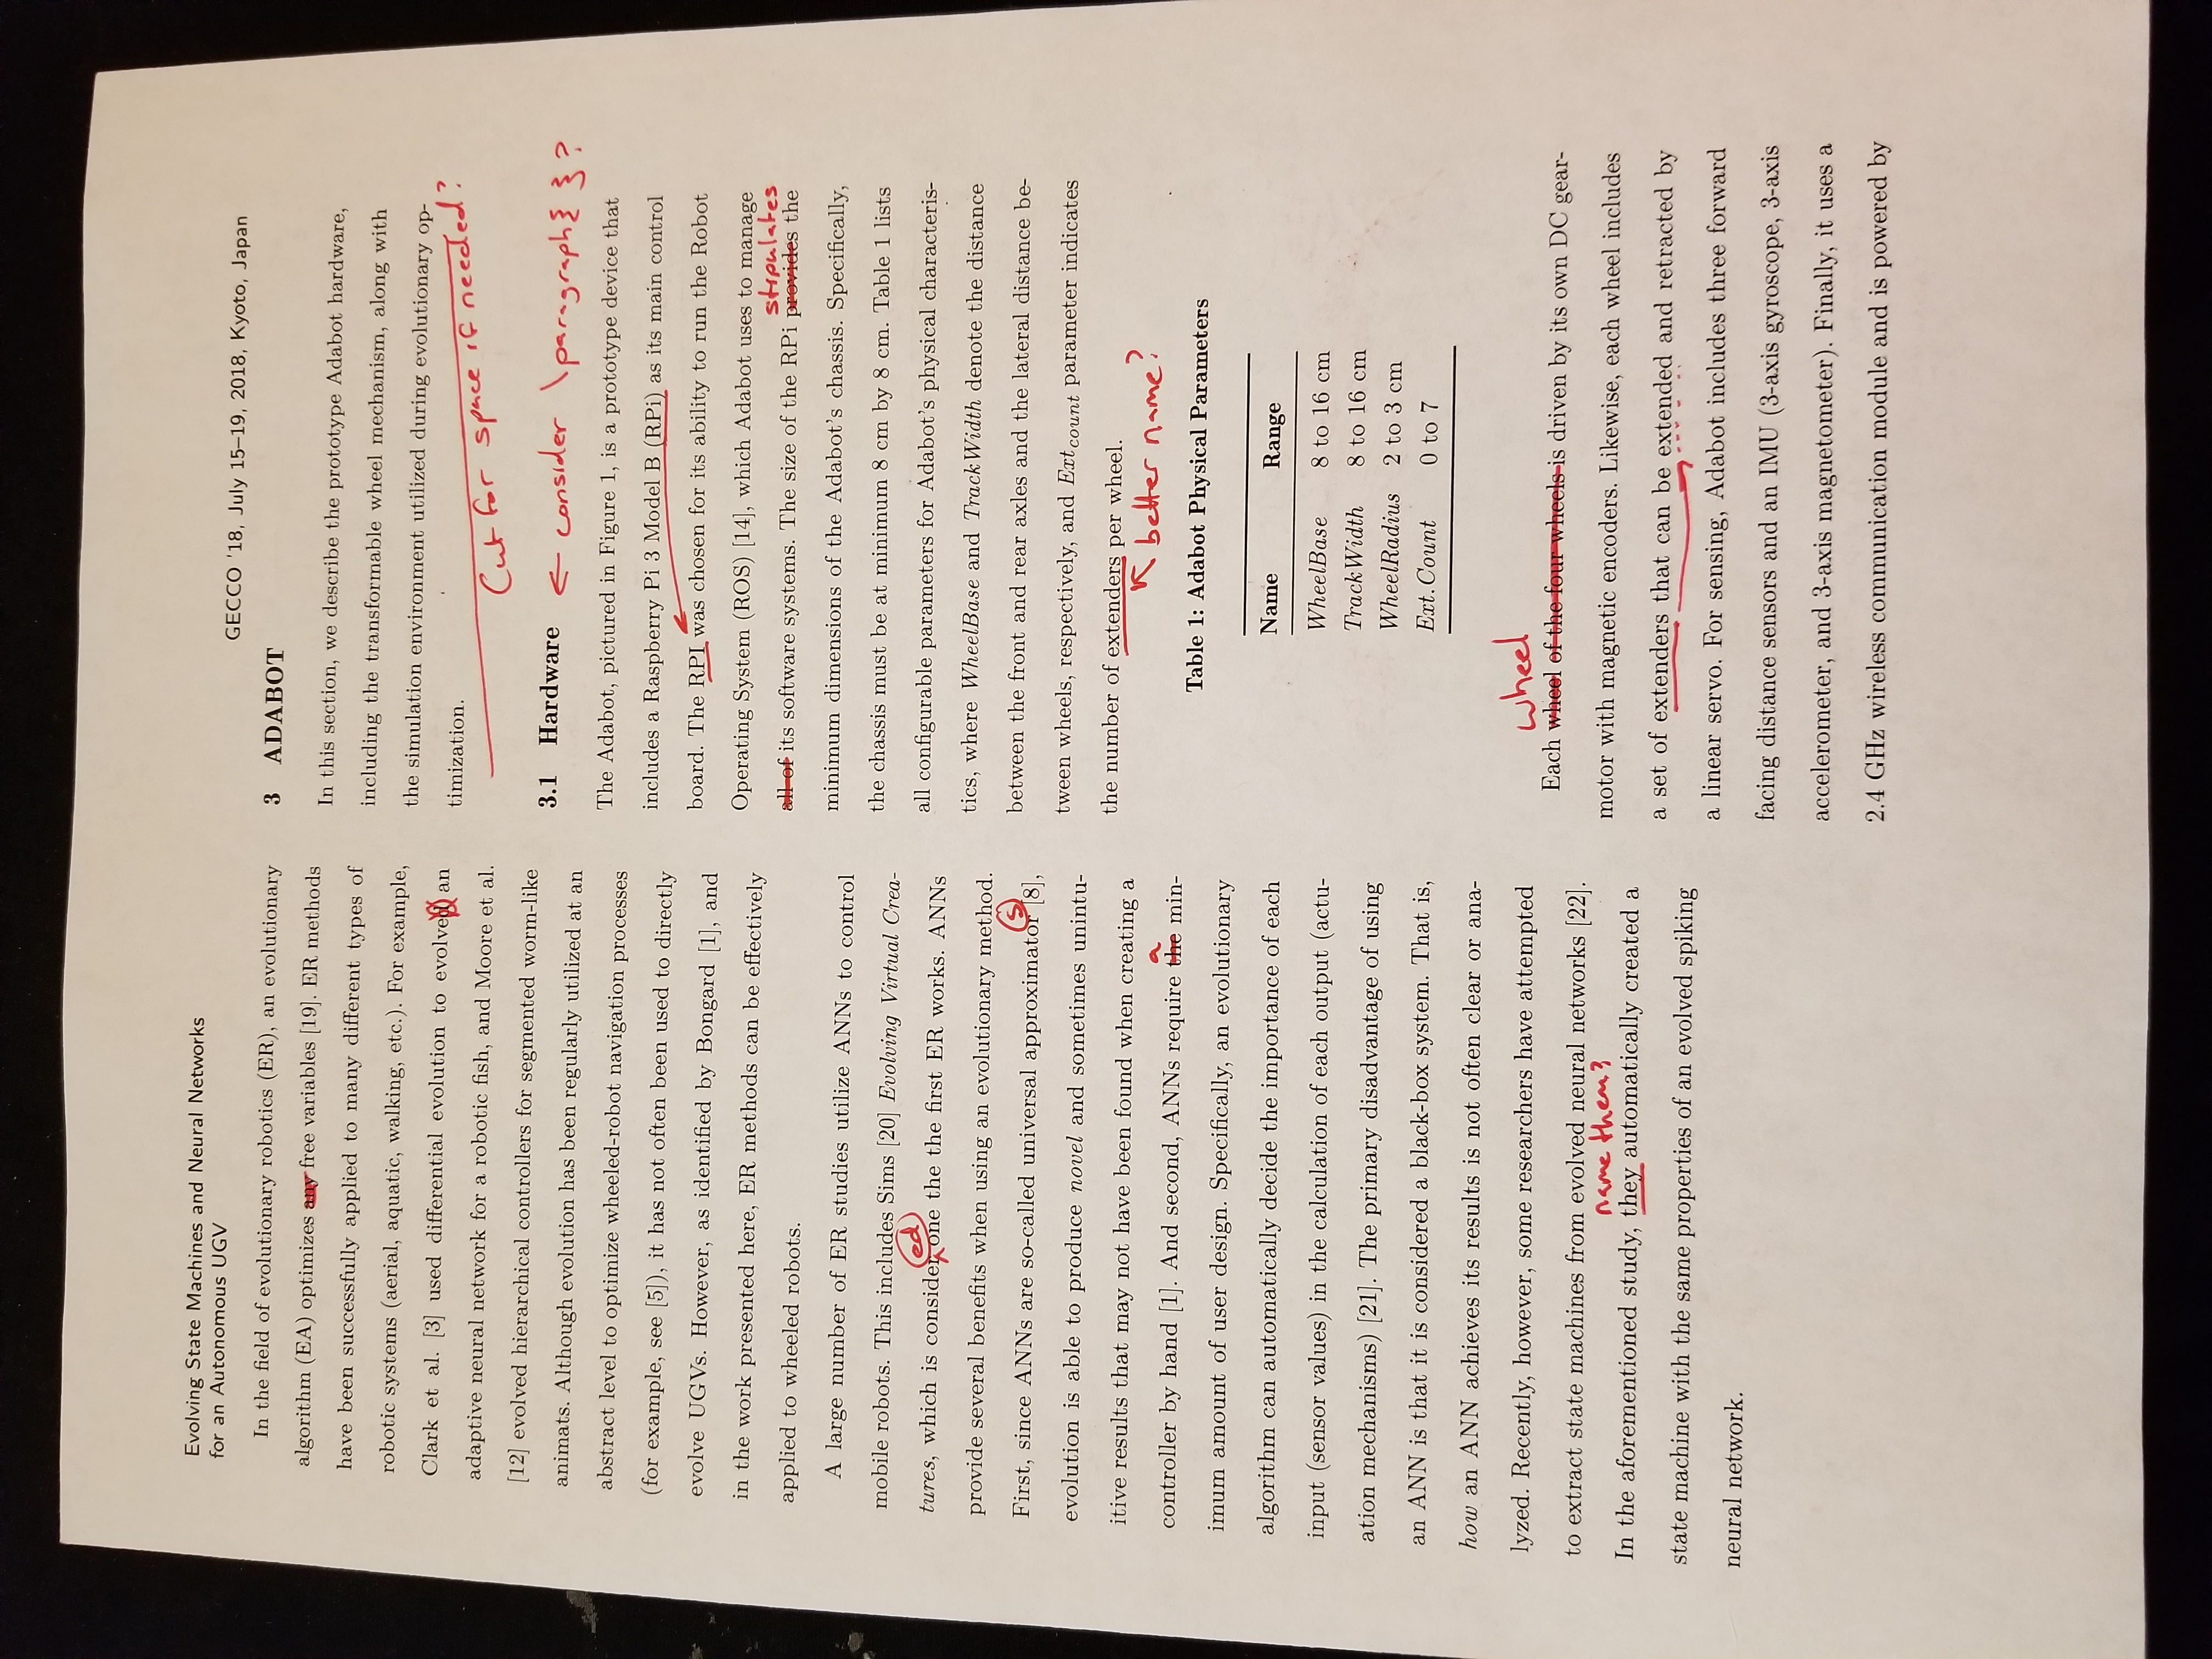 Evolving State Machines and Neural Networks
for an Autonomous UGV
In the field of evolutionary robotics (ER), an evolutionary
algorithm (EA) optimizes any free variables [19]. ER methods
have been successfully applied to many different types of
robotic systems (aerial, aquatic, walking, etc.). For example,
Clark et al. [3] used differential evolution to evolved an
adaptive neural network for a robotic fish, and Moore et al.
[12] evolved hierarchical controllers for segmented worm-like
animats. Although evolution has been regularly utilized at an
abstract level to optimize wheeled-robot navigation processes
(for example, see [5]), it has not often been used to directly
evolve UGVs. However, as identified by Bongard [1], and
in the work presented here, ER methods can be effectively
applied to wheeled robots.
A large number of ER studies utilize ANNs to control
mobile robots. This includes Sims [20] Evolving Virtual Crea-
ed
tures, which is consider one the the first ER works. ANNs
provide several benefits when using an evolutionary method.
s
First, since ANNs are so-called universal approximator [8],
evolution is able to produce novel and sometimes unintu-
itive results that may not have been found when creating a
a
controller by hand [1]. And second, ANNs require the min-
imum amount of user design. Specifically, an evolutionary
algorithm can automatically decide the importance of each
input (sensor values) in the calculation of each output (actu-
ation mechanisms) [21]. The primary disadvantage of using
an ANN is that it is considered a black-box system. That is,
how an ANN achieves its results is not often clear or ana-
lyzed. Recently, however, some researchers have attempted
to extract state machines from evolved neural networks [22].
name them?
In the aforementioned study, they automatically created a
state machine with the same properties of an evolved spiking
neural network.
GECCO '18, July 15–19, 2018, Kyoto, Japan
3 ADABOT
In this section, we describe the prototype Adabot hardware,
including the transformable wheel mechanism, along with
the simulation environment utilized during evolutionary op-
timization.
Cut for space if needed?
3.1 Hardware ← consider \paragraph{ }?
The Adabot, pictured in Figure 1, is a prototype device that
includes a Raspberry Pi 3 Model B (RPi) as its main control
board. The RPI was chosen for its ability to run the Robot
Operating System (ROS) [14], which Adabot uses to manage
stipulates
all of its software systems. The size of the RPi provides the
minimum dimensions of the Adabot's chassis. Specifically,
the chassis must be at minimum 8 cm by 8 cm. Table 1 lists
all configurable parameters for Adabot's physical characteris-
tics, where WheelBase and TrackWidth denote the distance
between the front and rear axles and the lateral distance be-
tween wheels, respectively, and Ext count parameter indicates
the number of extenders per wheel.
better name?
Table 1: Adabot Physical Parameters
Name Range
WheelBase 8 to 16 cm
TrackWidth 8 to 16 cm
WheelRadius 2 to 3 cm
Ext.Count 0 to 7
wheel
Each wheel of the four wheels is driven by its own DC gear-
motor with magnetic encoders. Likewise, each wheel includes
a set of extenders that can be extended and retracted by
a linear servo. For sensing, Adabot includes three forward
facing distance sensors and an IMU (3-axis gyroscope, 3-axis
accelerometer, and 3-axis magnetometer). Finally, it uses a
2.4 GHz wireless communication module and is powered by